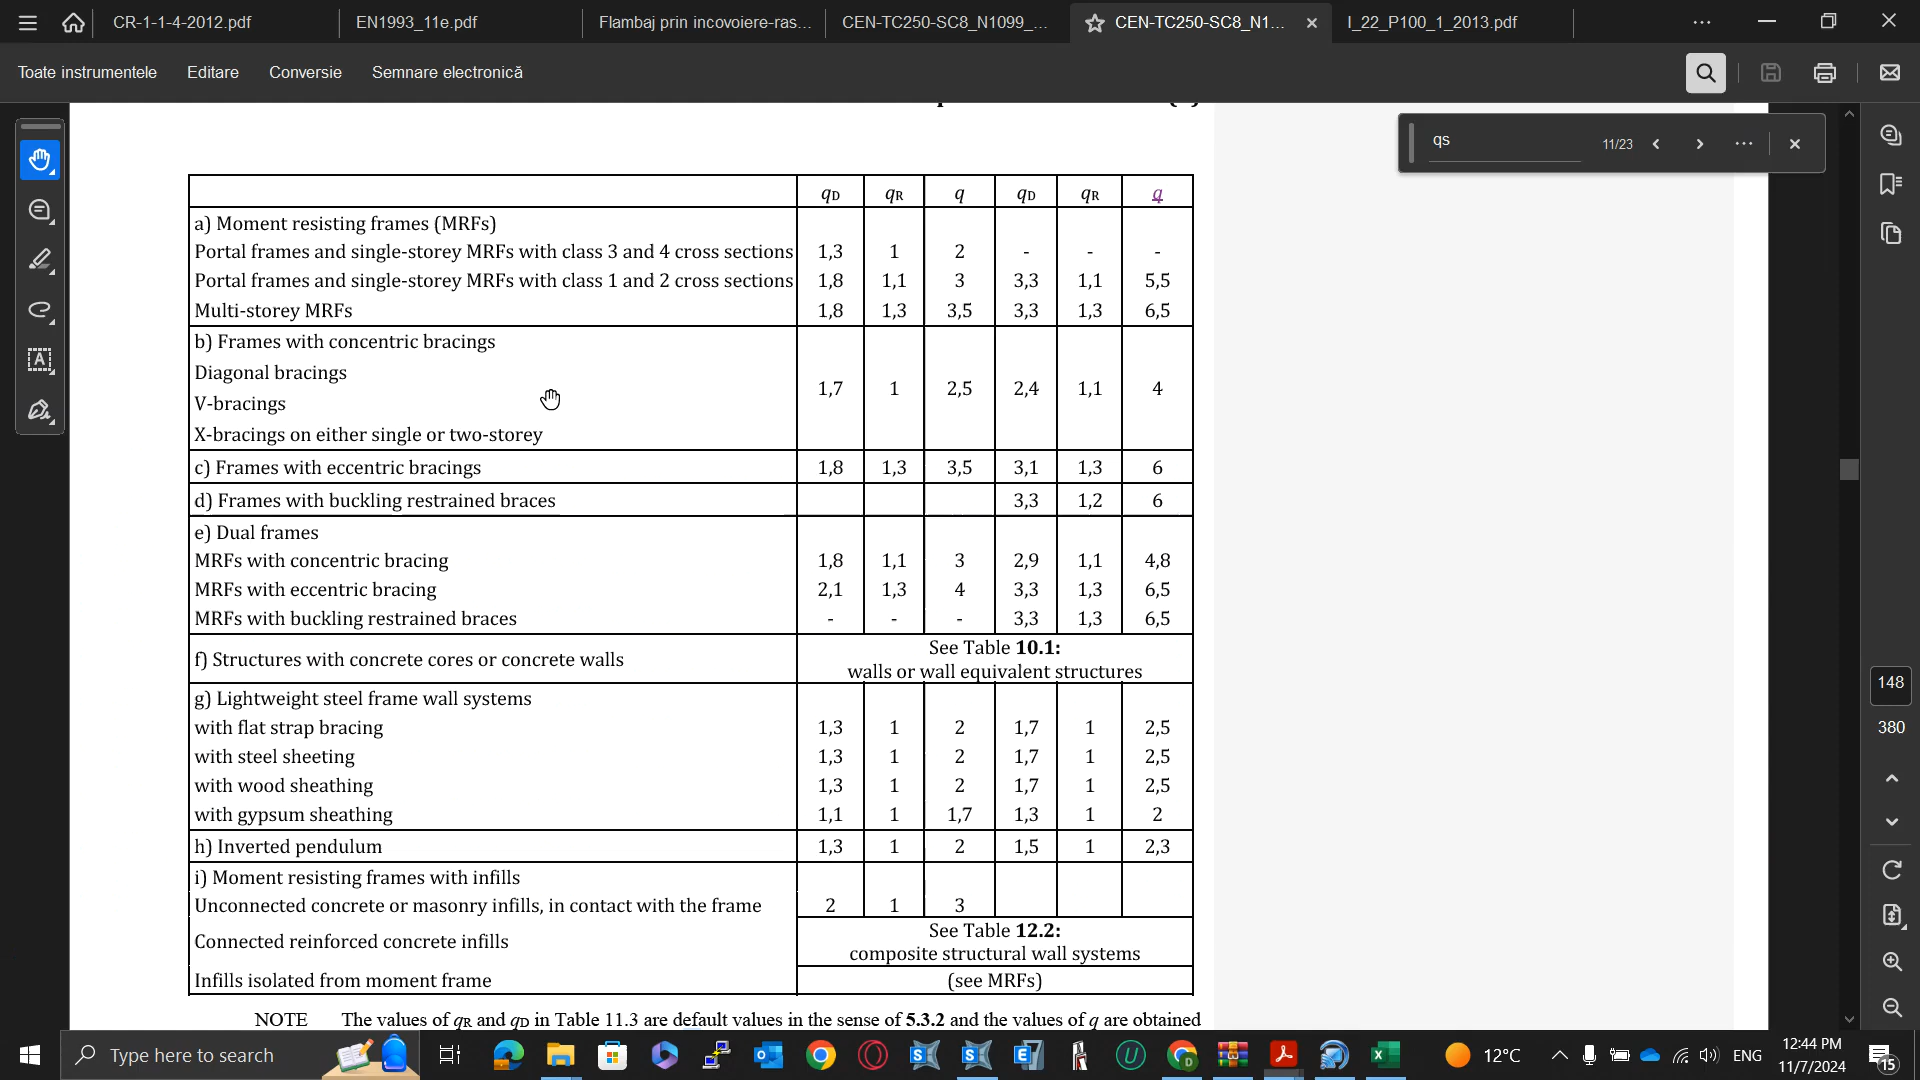 CR-1-1-4-2012.pdf
EN1993_11e.pdf
Flambaj prin incovoiere-ras...
CEN-TC250-SC8_N1099_...
CEN-TC250-SC8_N1...
I_22_P100_1_2013.pdf
Toate instrumentele Editare Conversie Semnare electronică
qs 11/23
qD qR q qD qR q
a) Moment resisting frames (MRFs)
Portal frames and single-storey MRFs with class 3 and 4 cross sections 1,3 1 2 - - -
Portal frames and single-storey MRFs with class 1 and 2 cross sections 1,8 1,1 3 3,3 1,1 5,5
Multi-storey MRFs 1,8 1,3 3,5 3,3 1,3 6,5
b) Frames with concentric bracings
Diagonal bracings
V-bracings
1,7 1 2,5 2,4 1,1 4
X-bracings on either single or two-storey
c) Frames with eccentric bracings 1,8 1,3 3,5 3,1 1,3 6
d) Frames with buckling restrained braces 3,3 1,2 6
e) Dual frames
MRFs with concentric bracing 1,8 1,1 3 2,9 1,1 4,8
MRFs with eccentric bracing 2,1 1,3 4 3,3 1,3 6,5
MRFs with buckling restrained braces - - - 3,3 1,3 6,5
f) Structures with concrete cores or concrete walls
See Table 10.1:
walls or wall equivalent structures
g) Lightweight steel frame wall systems
with flat strap bracing 1,3 1 2 1,7 1 2,5
with steel sheeting 1,3 1 2 1,7 1 2,5
with wood sheathing 1,3 1 2 1,7 1 2,5
with gypsum sheathing 1,1 1 1,7 1,3 1 2
h) Inverted pendulum 1,3 1 2 1,5 1 2,3
i) Moment resisting frames with infills
Unconnected concrete or masonry infills, in contact with the frame 2 1 3
Connected reinforced concrete infills
See Table 12.2:
composite structural wall systems
Infills isolated from moment frame (see MRFs)
NOTE The values of qR and qD in Table 11.3 are default values in the sense of 5.3.2 and the values of q are obtained
148
380
Type here to search
12°C
ENG
12:44 PM
11/7/2024
15